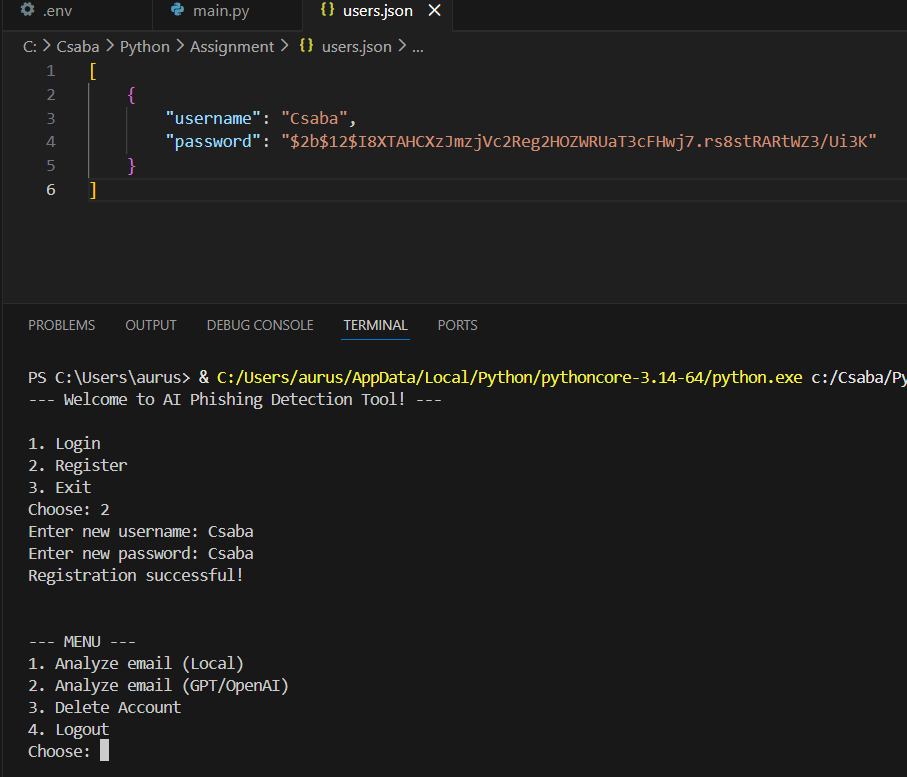 .env main.py {} users.json ×
C: > Csaba > Python > Assignment > {} users.json > ...
1 [
2 {
3 "username": "Csaba",
4 "password": "$2b$12$I8XTAHCXzJmzjVc2Reg2HOZWRUaT3cFHwj7.rs8stRARtWZ3/Ui3K"
5 }
6 ]
PROBLEMS OUTPUT DEBUG CONSOLE TERMINAL PORTS
PS C:\Users\aurus> & C:/Users/aurus/AppData/Local/Python/pythoncore-3.14-64/python.exe c:/Csaba/Py
--- Welcome to AI Phishing Detection Tool! ---
1. Login
2. Register
3. Exit
Choose: 2
Enter new username: Csaba
Enter new password: Csaba
Registration successful!
--- MENU ---
1. Analyze email (Local)
2. Analyze email (GPT/OpenAI)
3. Delete Account
4. Logout
Choose: